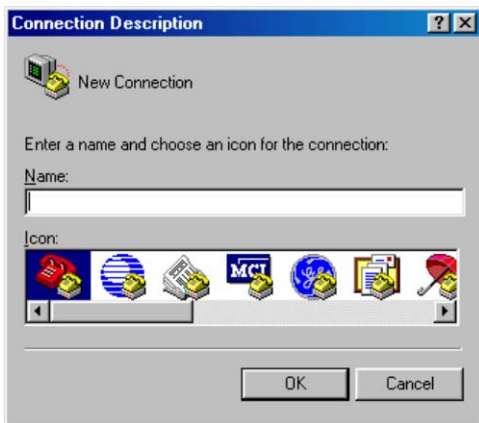 Connection Description
New Connection
Enter a name and choose an icon for the connection:
Name:
Icon:
MCI
OK
Cancel